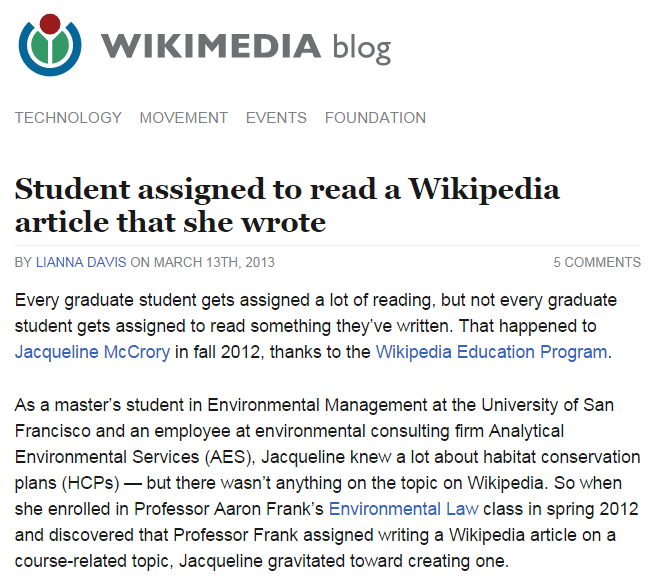 WIKIMEDIA blog
TECHNOLOGY MOVEMENT EVENTS FOUNDATION
Student assigned to read a Wikipedia
article that she wrote
BY LIANNA DAVIS ON MARCH 13TH, 2013 5 COMMENTS
Every graduate student gets assigned a lot of reading, but not every graduate
student gets assigned to read something they’ve written. That happened to
Jacqueline McCrory in fall 2012, thanks to the Wikipedia Education Program.
As a master’s student in Environmental Management at the University of San
Francisco and an employee at environmental consulting firm Analytical
Environmental Services (AES), Jacqueline knew a lot about habitat conservation
plans (HCPs) — but there wasn’t anything on the topic on Wikipedia. So when
she enrolled in Professor Aaron Frank’s Environmental Law class in spring 2012
and discovered that Professor Frank assigned writing a Wikipedia article on a
course-related topic, Jacqueline gravitated toward creating one.